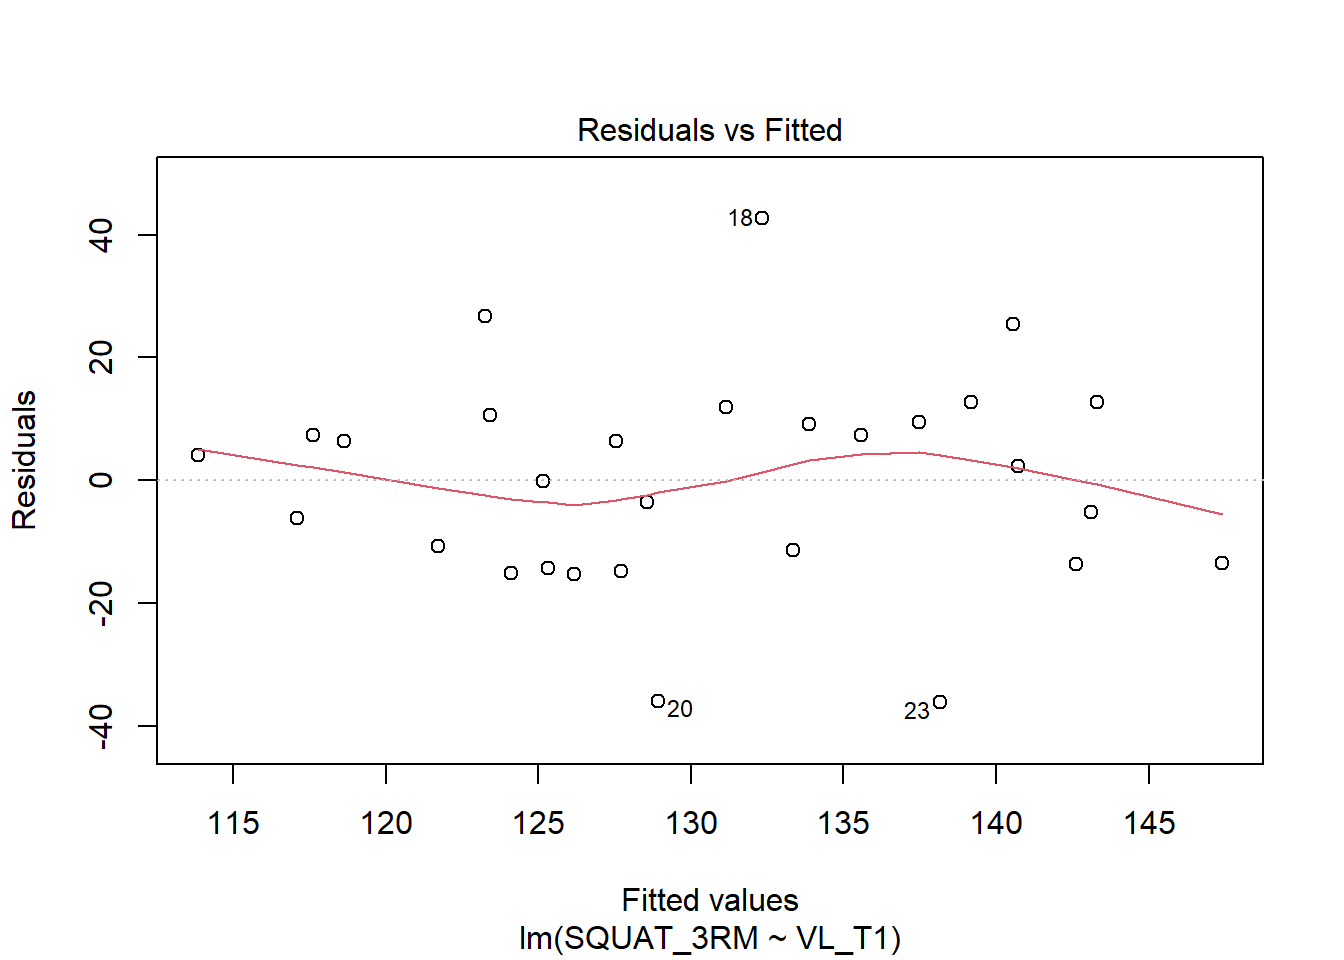 Residuals vs Fitted
Residuals
40
20
0
-20
-40
18
20
23
115 120 125 130 135 140 145
Fitted values
lm(SQUAT_3RM ~ VL_T1)